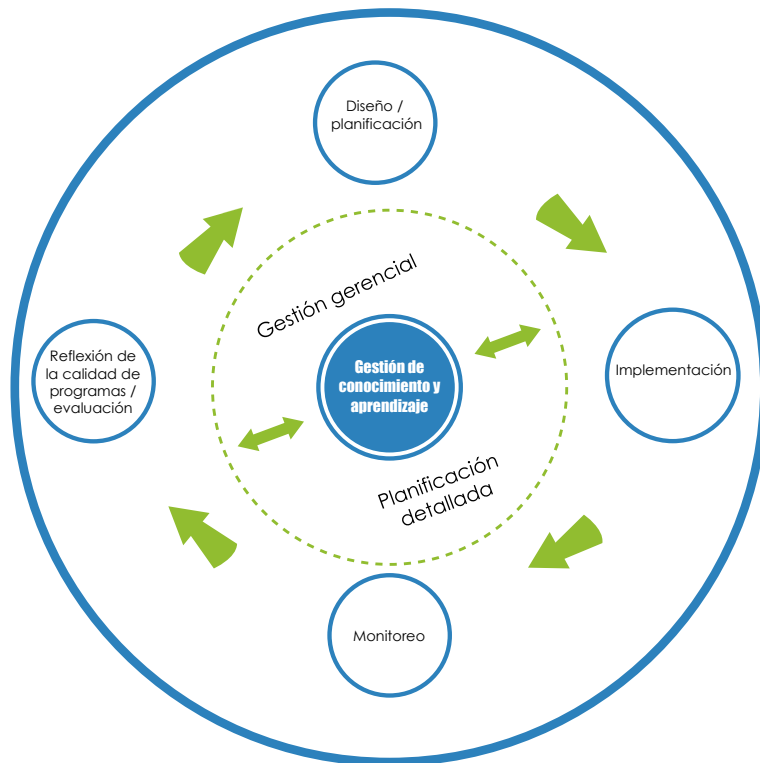 Diseño /
planificación
Gestión gerencial
Gestión de
conocimiento y
aprendizaje
Implementación
Reflexión de
la calidad de
programas /
evaluación
Planificación
detallada
Monitoreo